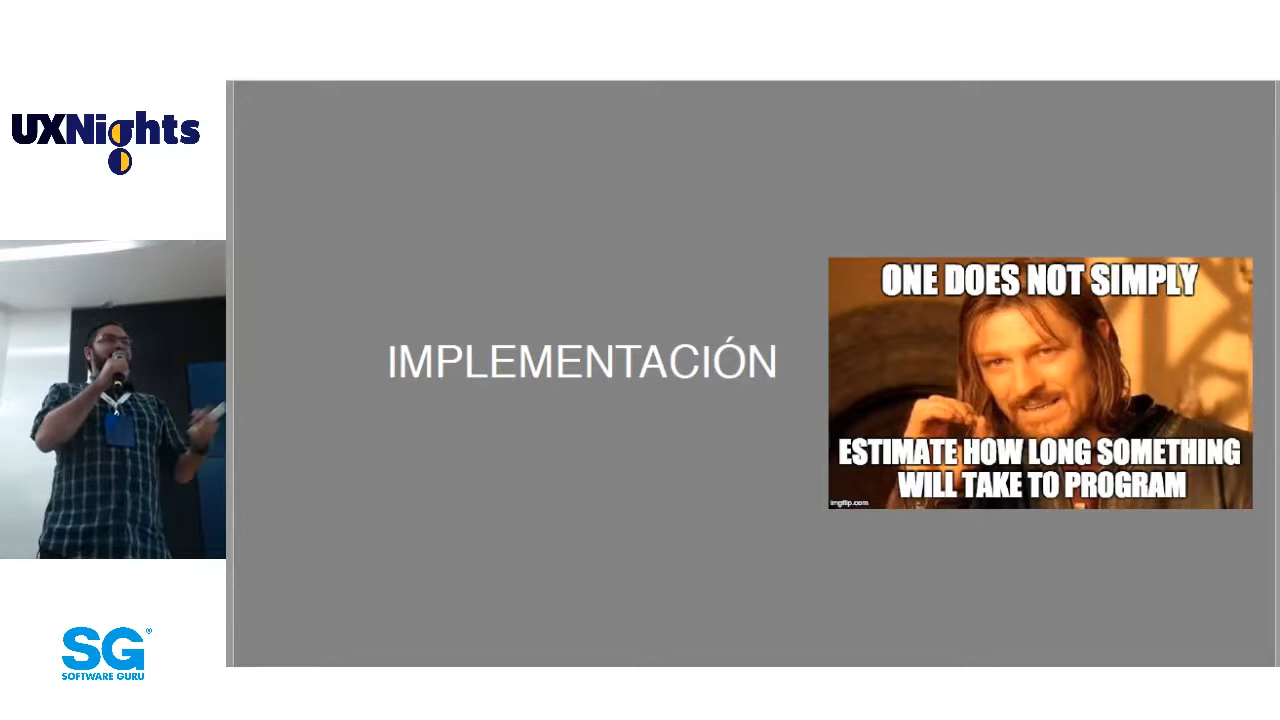 UXNights
IMPLEMENTACIÓN
ONE DOES NOT SIMPLY
ESTIMATE HOW LONG SOMETHING
WILL TAKE TO PROGRAM
imgflip.com
SG®
SOFTWARE GURU